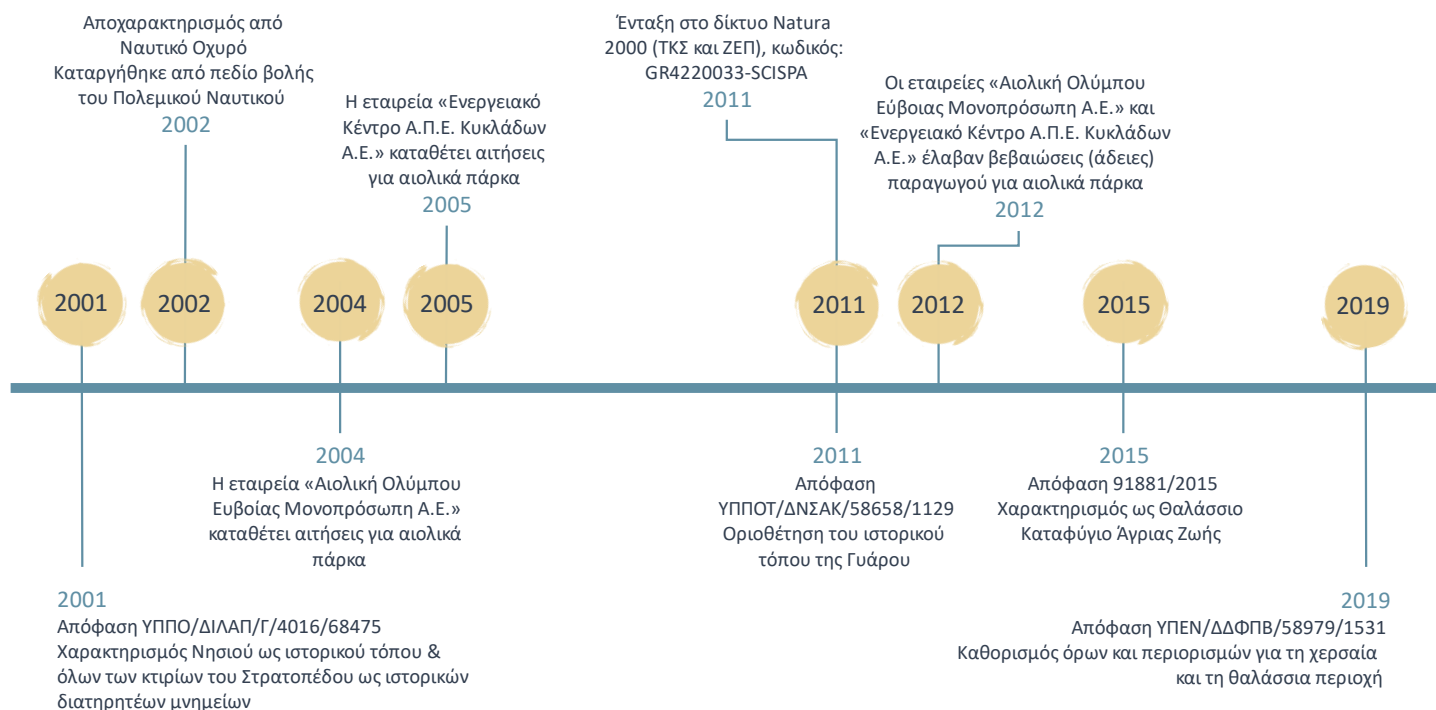 Αποχαρακτηρισμός από
Ναυτικό Οχυρό
Καταργήθηκε από πεδίο βολής
του Πολεμικού Ναυτικού
2002
Η εταιρεία «Ενεργειακό
Κέντρο Α.Π.Ε. Κυκλάδων
Α.Ε.» καταθέτει αιτήσεις
για αιολικά πάρκα
2005
Ένταξη στο δίκτυο Natura
2000 (ΤΚΣ και ΖΕΠ), κωδικός:
GR4220033-SCISPA
2011
Οι εταιρείες «Αιολική Ολύμπου
Εύβοιας Μονοπρόσωπη Α.Ε.» και
«Ενεργειακό Κέντρο Α.Π.Ε. Κυκλάδων
Α.Ε.» έλαβαν βεβαιώσεις (άδειες)
παραγωγού για αιολικά πάρκα
2012
2001
2002
2004
2005
2011
2012
2015
2019
2004
Η εταιρεία «Αιολική Ολύμπου
Ευβοίας Μονοπρόσωπη Α.Ε.»
καταθέτει αιτήσεις για αιολικά
πάρκα
2011
Απόφαση
ΥΠΠΟΤ/ΔΝΣΑΚ/58658/1129
Οριοθέτηση του ιστορικού
τόπου της Γυάρου
2015
Απόφαση 91881/2015
Χαρακτηρισμός ως Θαλάσσιο
Καταφύγιο Άγριας Ζωής
2001
Απόφαση ΥΠΠΟ/ΔΙΛΑΠ/Γ/4016/68475
Χαρακτηρισμός Νησιού ως ιστορικού τόπου &
όλων των κτιρίων του Στρατοπέδου ως ιστορικών
διατηρητέων μνημείων
2019
Απόφαση ΥΠΕΝ/ΔΔΦΠΒ/58979/1531
Καθορισμός όρων και περιορισμών για τη χερσαία
και τη θαλάσσια περιοχή